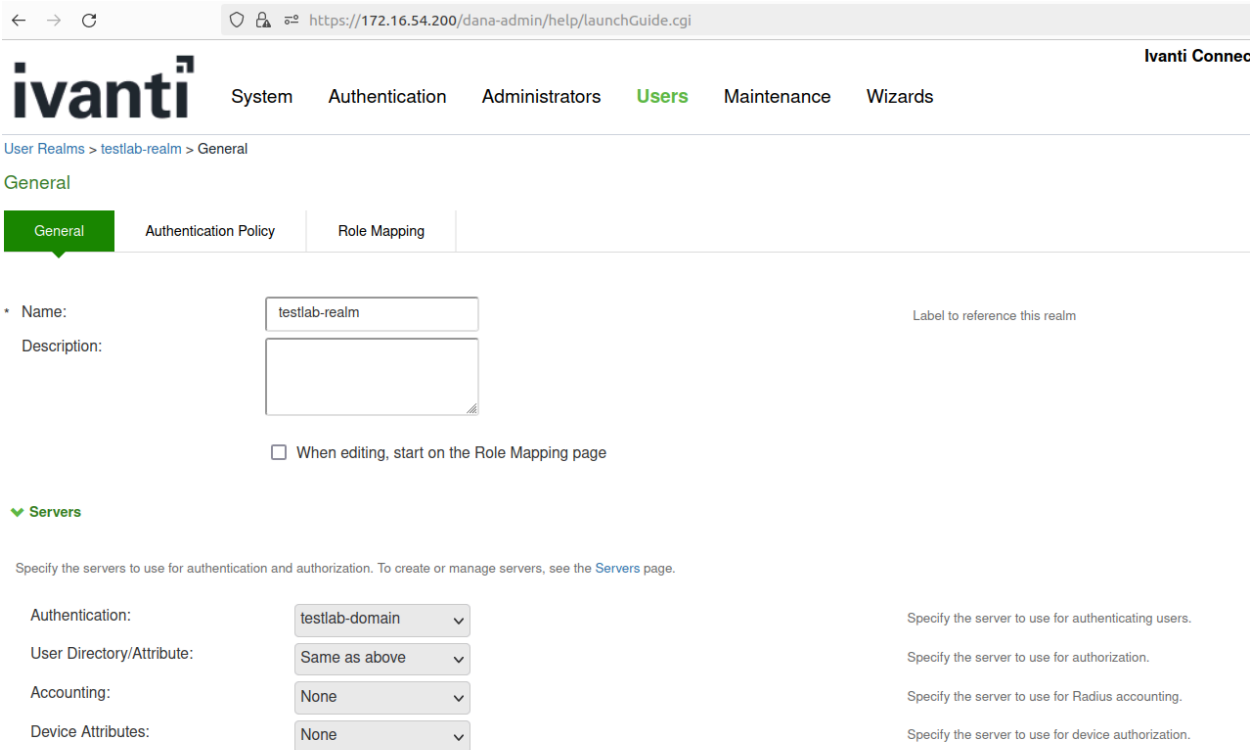 https://172.16.54.200/dana-admin/help/launchGuide.cgi
Ivanti Connec
ivanti
System Authentication Administrators Users Maintenance Wizards
User Realms > testlab-realm > General
General
General Authentication Policy Role Mapping
* Name: testlab-realm Label to reference this realm
Description:
When editing, start on the Role Mapping page
Servers
Specify the servers to use for authentication and authorization. To create or manage servers, see the Servers page.
Authentication: testlab-domain Specify the server to use for authenticating users.
User Directory/Attribute: Same as above Specify the server to use for authorization.
Accounting: None Specify the server to use for Radius accounting.
Device Attributes: None Specify the server to use for device authorization.